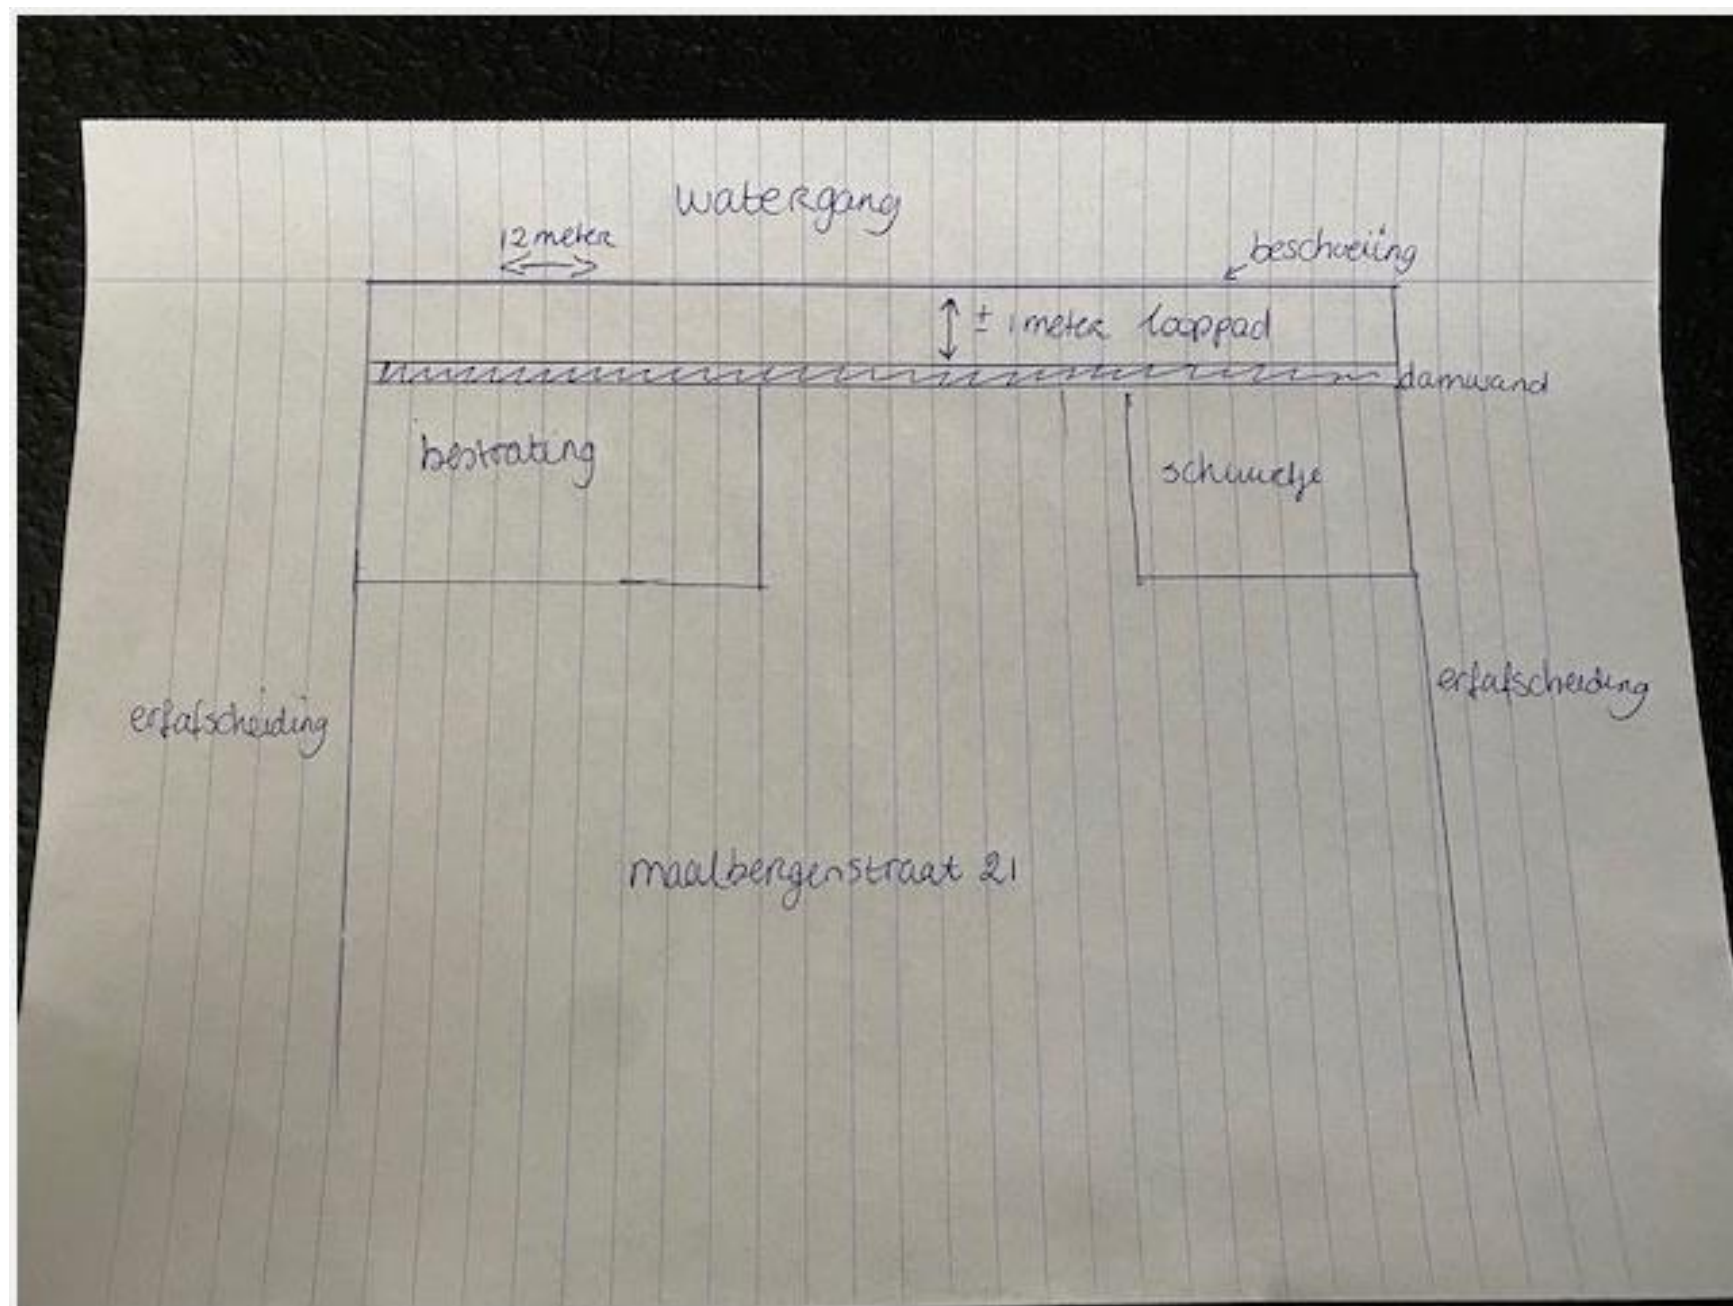 watergang
12 meter
beschoeiing
± 1 meter looppad
damwand
bestrating
schuurtje
erfafscheiding
erfafscheiding
maalbergenstraat 21